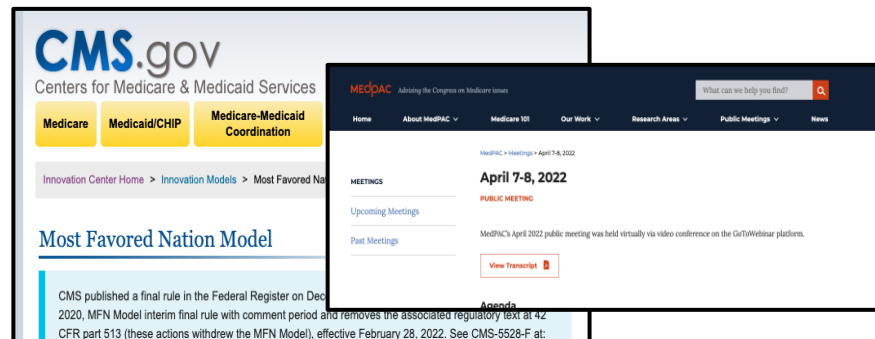 CMS.gov
Centers for Medicare & Medicaid Services
Medicare
Medicaid/CHIP
Medicare-Medicaid
Coordination
Innovation Center Home > Innovation Models > Most Favored Na
Most Favored Nation Model
CMS published a final rule in the Federal Register on Dec
2020, MFN Model interim final rule with comment period and removes the associated regulatory text at 42
CFR part 513 (these actions withdrew the MFN Model), effective February 28, 2022. See CMS-5528-F at:
MEdpAC Advising the Congress on Medicare issues
What can we help you find?
Home
About MedPAC
Medicare 101
Our Work
Research Areas
Public Meetings
News
MedPAC > Meetings > April 7-8, 2022
MEETINGS
Upcoming Meetings
Past Meetings
April 7-8, 2022
PUBLIC MEETING
MedPAC's April 2022 public meeting was held virtually via video conference on the GoToWebinar platform.
View Transcript
Agenda